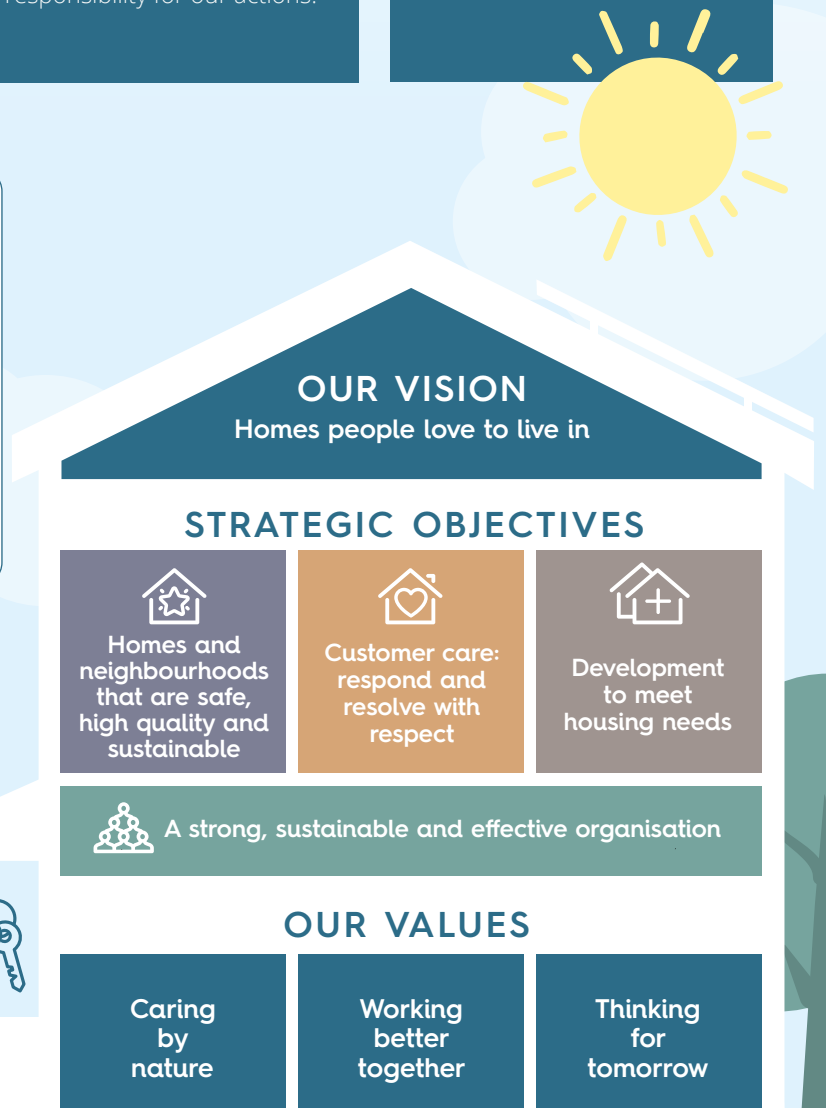 responsibility for our actions.
OUR VISION
Homes people love to live in
STRATEGIC OBJECTIVES
Homes and
neighbourhoods
that are safe,
high quality and
sustainable
Customer care:
respond and
resolve with
respect
Development
to meet
housing needs
A strong, sustainable and effective organisation
OUR VALUES
Caring
by
nature
Working
better
together
Thinking
for
tomorrow